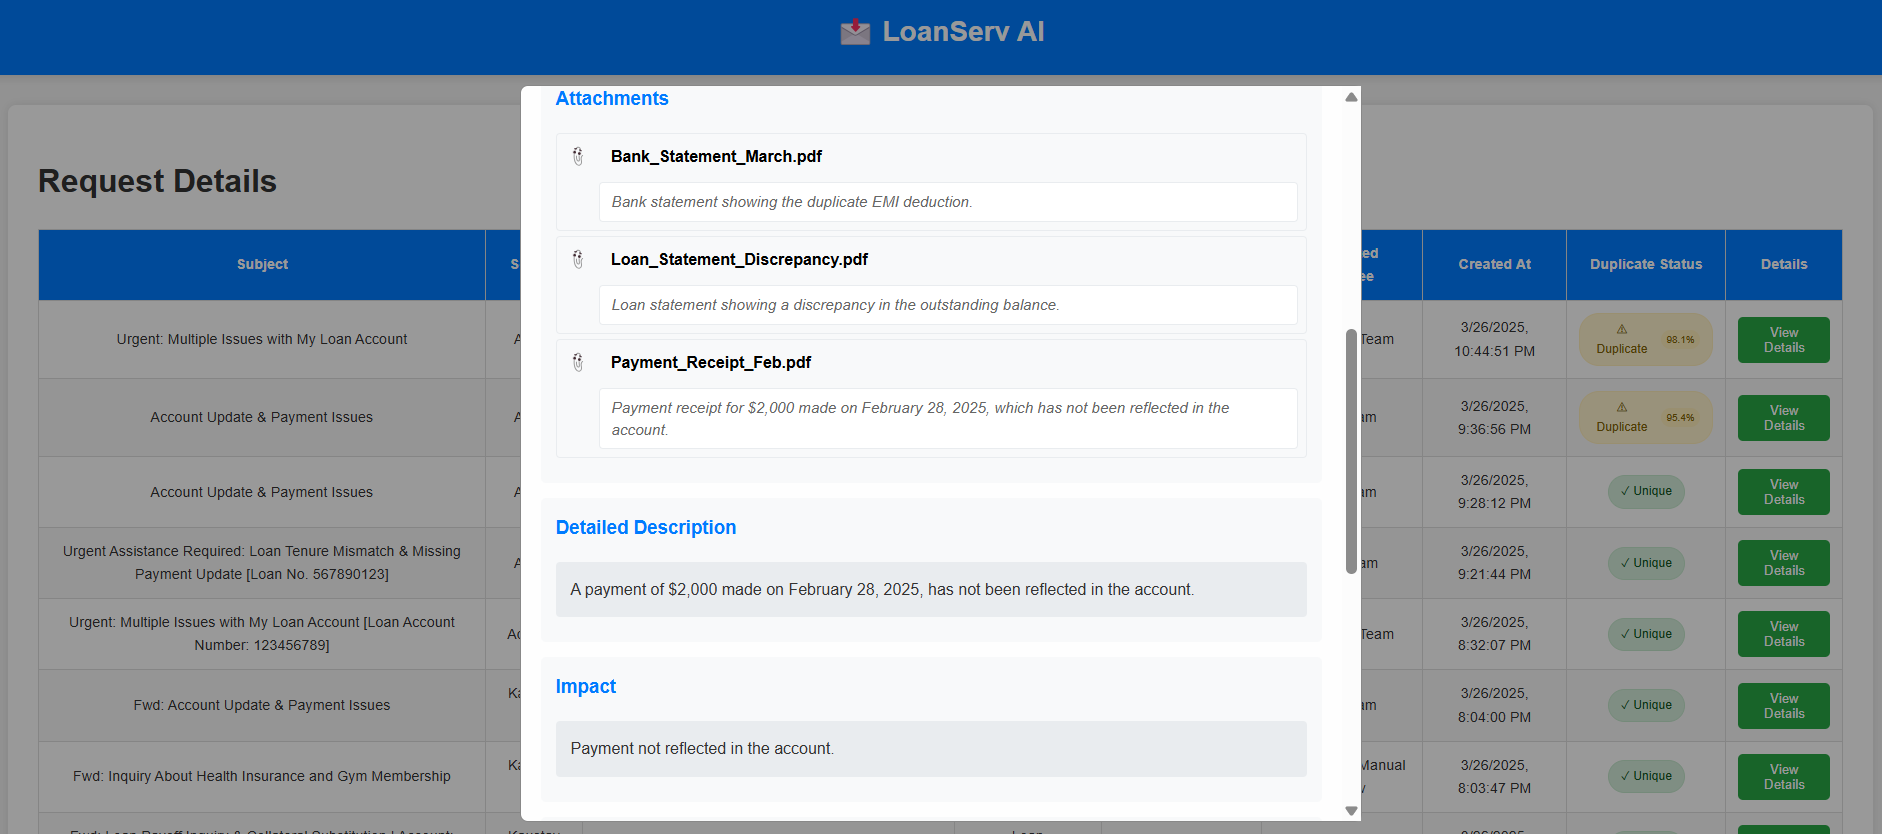 LoanServ AI
Request Details
Subject
Created At
Duplicate Status
Details
Urgent: Multiple Issues with My Loan Account
Team
3/26/2025,
10:44:51 PM
⚠
Duplicate
98.1%
View
Details
Account Update & Payment Issues
3/26/2025,
9:36:56 PM
⚠
Duplicate
95.4%
View
Details
Account Update & Payment Issues
3/26/2025,
9:28:12 PM
✓ Unique
View
Details
Urgent Assistance Required: Loan Tenure Mismatch & Missing
Payment Update [Loan No. 567890123]
3/26/2025,
9:21:44 PM
✓ Unique
View
Details
Urgent: Multiple Issues with My Loan Account [Loan Account
Number: 123456789]
Team
3/26/2025,
8:32:07 PM
✓ Unique
View
Details
Fwd: Account Update & Payment Issues
3/26/2025,
8:04:00 PM
✓ Unique
View
Details
Fwd: Inquiry About Health Insurance and Gym Membership
Manual
3/26/2025,
8:03:47 PM
✓ Unique
View
Details
Attachments
Bank_Statement_March.pdf
Bank statement showing the duplicate EMI deduction.
Loan_Statement_Discrepancy.pdf
Loan statement showing a discrepancy in the outstanding balance.
Payment_Receipt_Feb.pdf
Payment receipt for $2,000 made on February 28, 2025, which has not been reflected in the
account.
Detailed Description
A payment of $2,000 made on February 28, 2025, has not been reflected in the account.
Impact
Payment not reflected in the account.